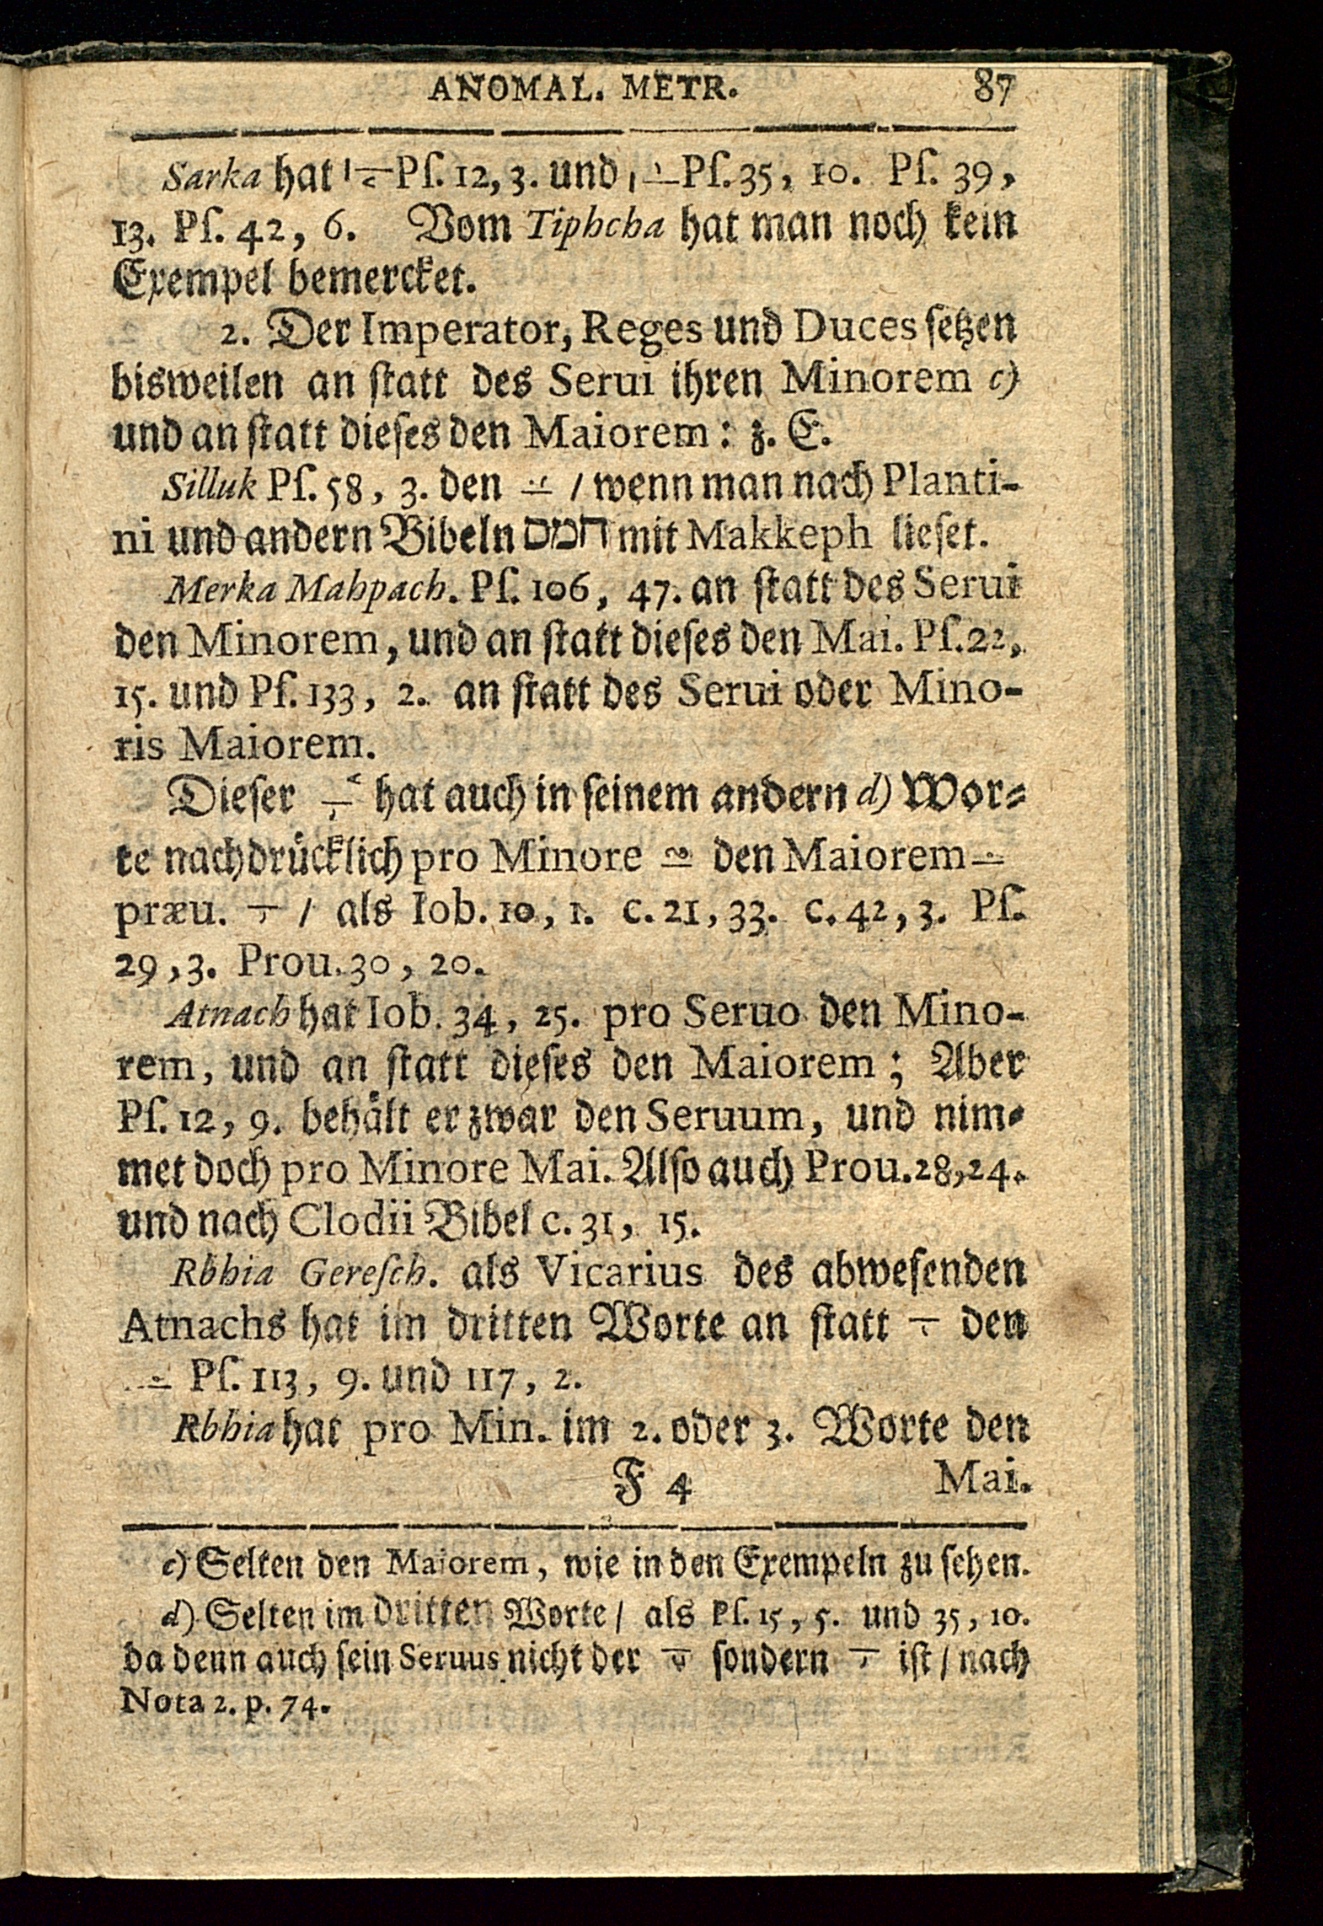 ANOMAL. METR. 87
Sarka hat Pſ. 12, 3. und Pſ. 35, 10. Pſ. 39,
13. Pſ. 42, 6. Vom Tiphcha hat man noch kein
Exempel bemercket.
2. Der Imperator, Reges und Duces ſetzen
bisweilen an ſtatt des Serui ihren Minorem c)
und an ſtatt dieſes den Maiorem: z. E.
Silluk Pſ. 58, 3. den / wenn man nach Planti-
ni und andern Bibeln חמס mit Makkeph lieſet.
Merka Mahpach. Pſ. 106, 47. an ſtatt des Serui
den Minorem, und an ſtatt dieſes den Mai. Pſ. 22,
15. und Pſ. 133, 2. an ſtatt des Serui oder Mino-
ris Maiorem.
Dieſer hat auch in ſeinem andern d) Wor-
te nachdrücklich pro Minore den Maiorem
præu. / als Iob. 10, 1. c. 21, 33. c. 42, 3. Pſ.
29, 3. Prou. 30, 20.
Atnach hat Iob. 34, 25. pro Seruo den Mino-
rem, und an ſtatt dieſes den Maiorem; Aber
Pſ. 12, 9. behält er zwar den Seruum, und nim-
met doch pro Minore Mai. Alſo auch Prou. 28, 24.
und nach Clodii Bibel c. 31, 15.
Rbhia Gereſch. als Vicarius des abweſenden
Atnachs hat im dritten Worte an ſtatt den
Pſ. 113, 9. und 117, 2.
Rbhia hat pro Min. im 2. oder 3. Worte den
F 4 Mai.
c) Selten den Maiorem, wie in den Exempeln zu ſehen.
d) Selten im dritten Worte / als Pſ. 15, 5. und 35, 10.
da denn auch ſein Seruus nicht der ſondern iſt / nach
Nota 2. p. 74.